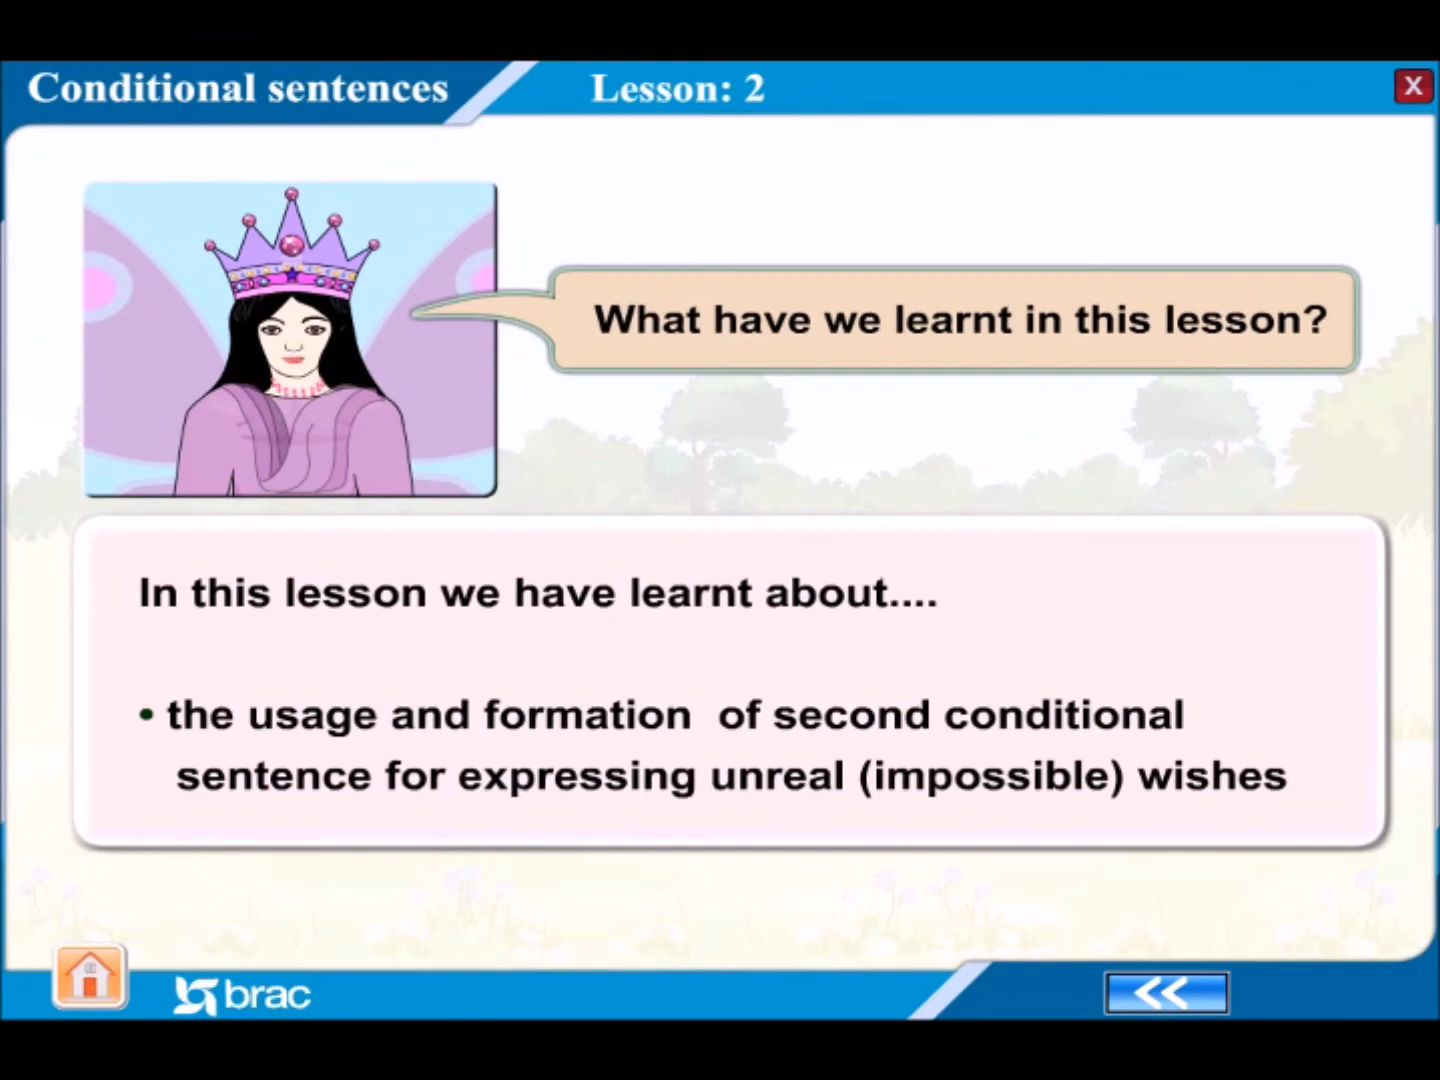 Conditional sentences
Lesson: 2
X
What have we learnt in this lesson?
In this lesson we have learnt about....
• the usage and formation of second conditional
sentence for expressing unreal (impossible) wishes
brac